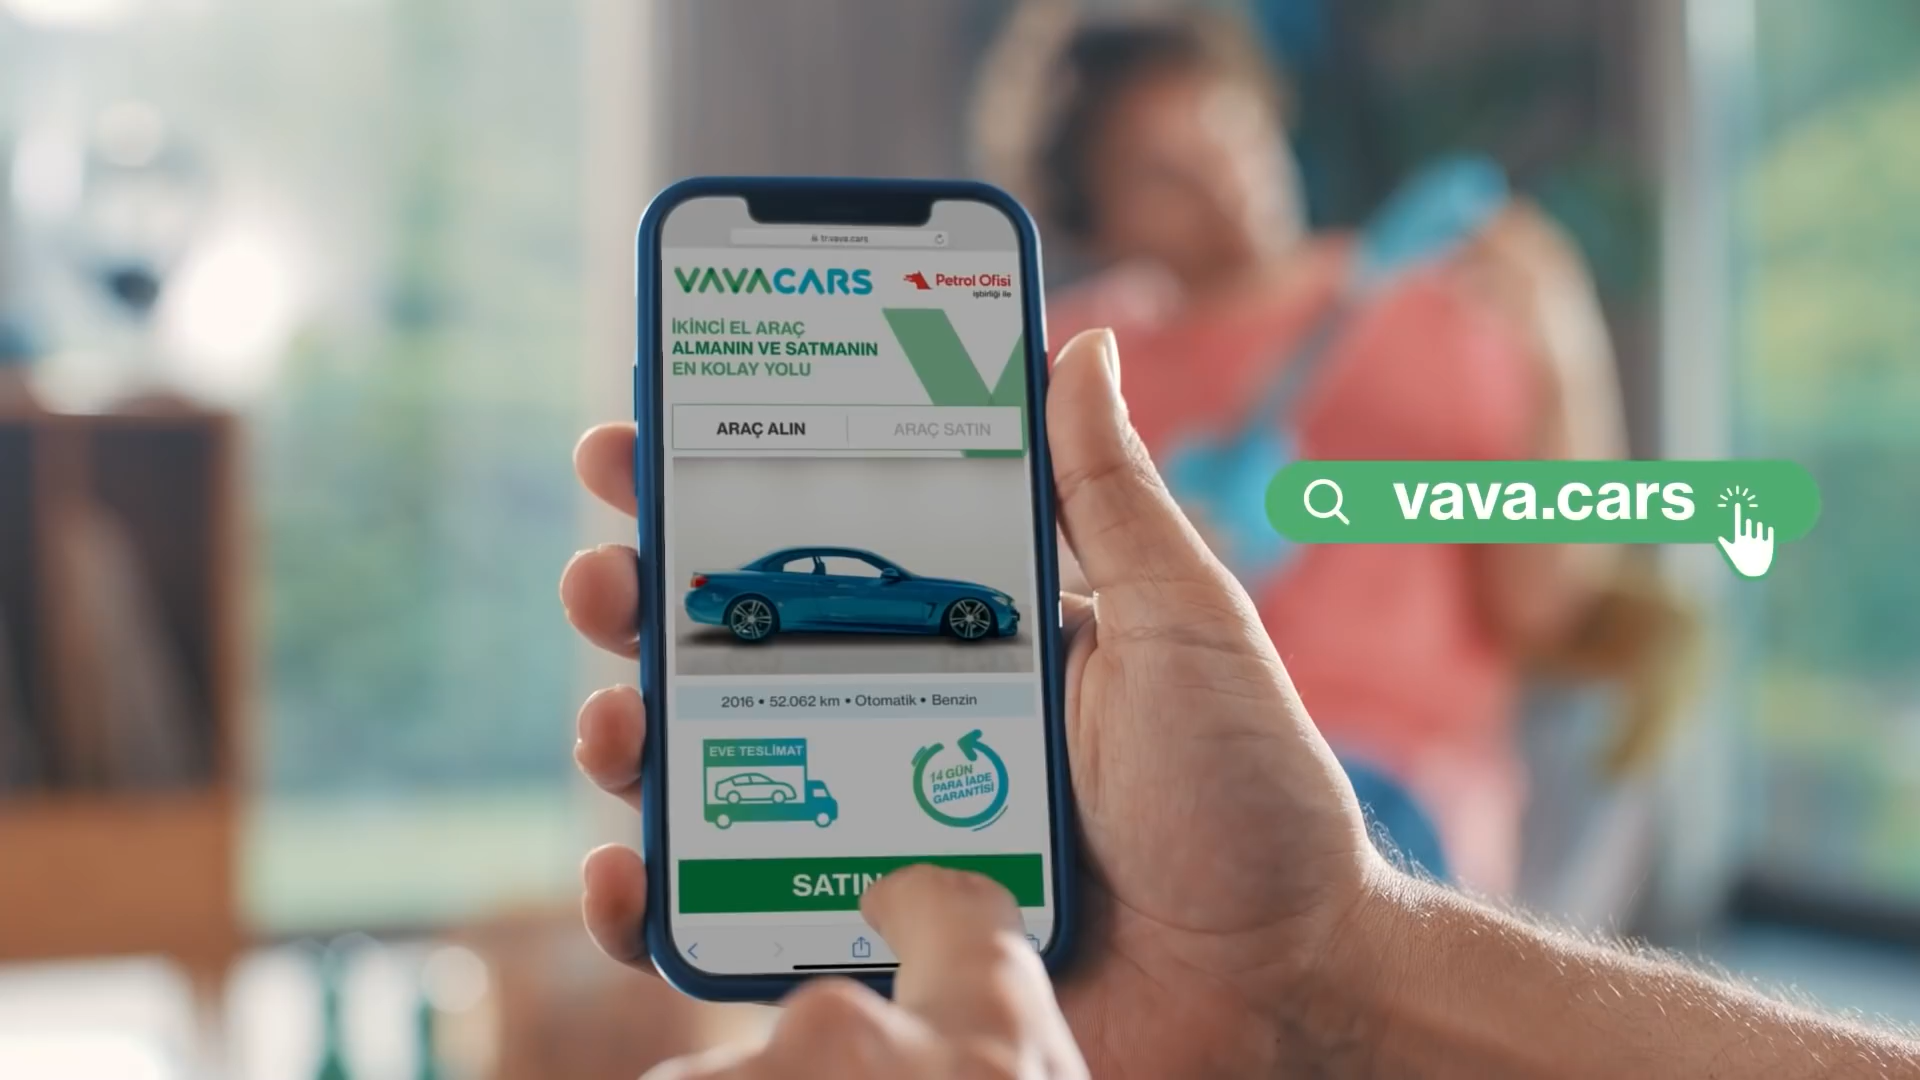 tr.vava.cars
VAVACARS
Petrol Ofisi
işbirliği ile
İKİNCİ EL ARAÇ
ALMANIN VE SATMANIN
EN KOLAY YOLU
ARAÇ ALIN
ARAÇ SATIN
2016 • 52.062 km • Otomatik • Benzin
EVE TESLİMAT
14 GÜN
PARA İADE
GARANTİSİ
SATIN
vava.cars